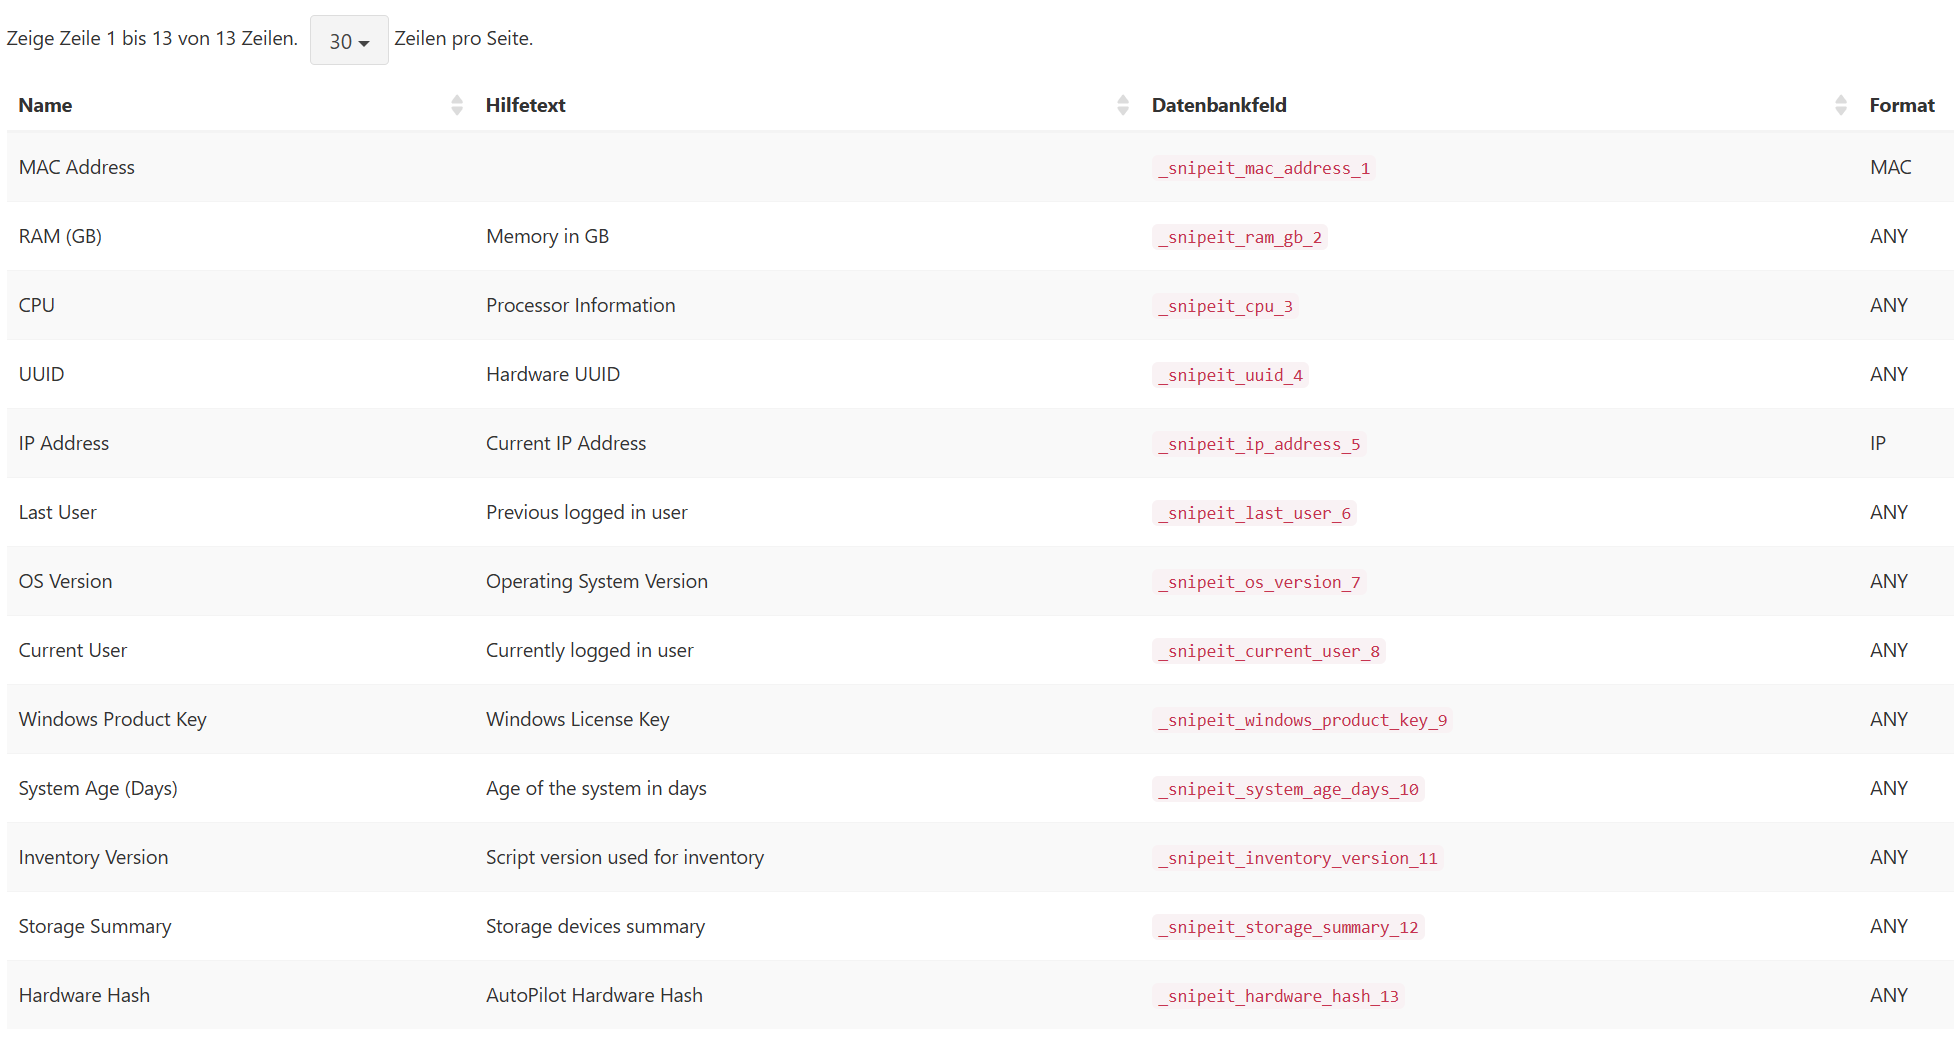 Zeige Zeile 1 bis 13 von 13 Zeilen. 30 Zeilen pro Seite.
Name Hilfetext Datenbankfeld Format
MAC Address _snipeit_mac_address_1 MAC
RAM (GB) Memory in GB _snipeit_ram_gb_2 ANY
CPU Processor Information _snipeit_cpu_3 ANY
UUID Hardware UUID _snipeit_uuid_4 ANY
IP Address Current IP Address _snipeit_ip_address_5 IP
Last User Previous logged in user _snipeit_last_user_6 ANY
OS Version Operating System Version _snipeit_os_version_7 ANY
Current User Currently logged in user _snipeit_current_user_8 ANY
Windows Product Key Windows License Key _snipeit_windows_product_key_9 ANY
System Age (Days) Age of the system in days _snipeit_system_age_days_10 ANY
Inventory Version Script version used for inventory _snipeit_inventory_version_11 ANY
Storage Summary Storage devices summary _snipeit_storage_summary_12 ANY
Hardware Hash AutoPilot Hardware Hash _snipeit_hardware_hash_13 ANY